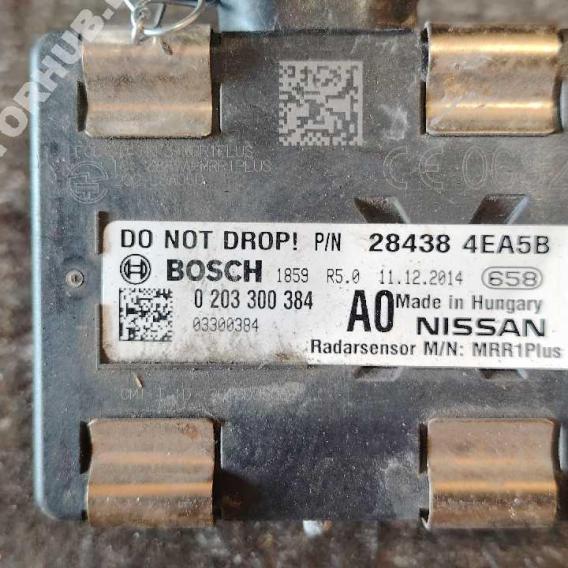 DO NOT DROP! P/N 28438 4EA5B
BOSCH 1859 R5.0 11.12.2014 658
0 203 300 384 A0 Made in Hungary
03300384 NISSAN
Radarsensor M/N: MRR1Plus
CE